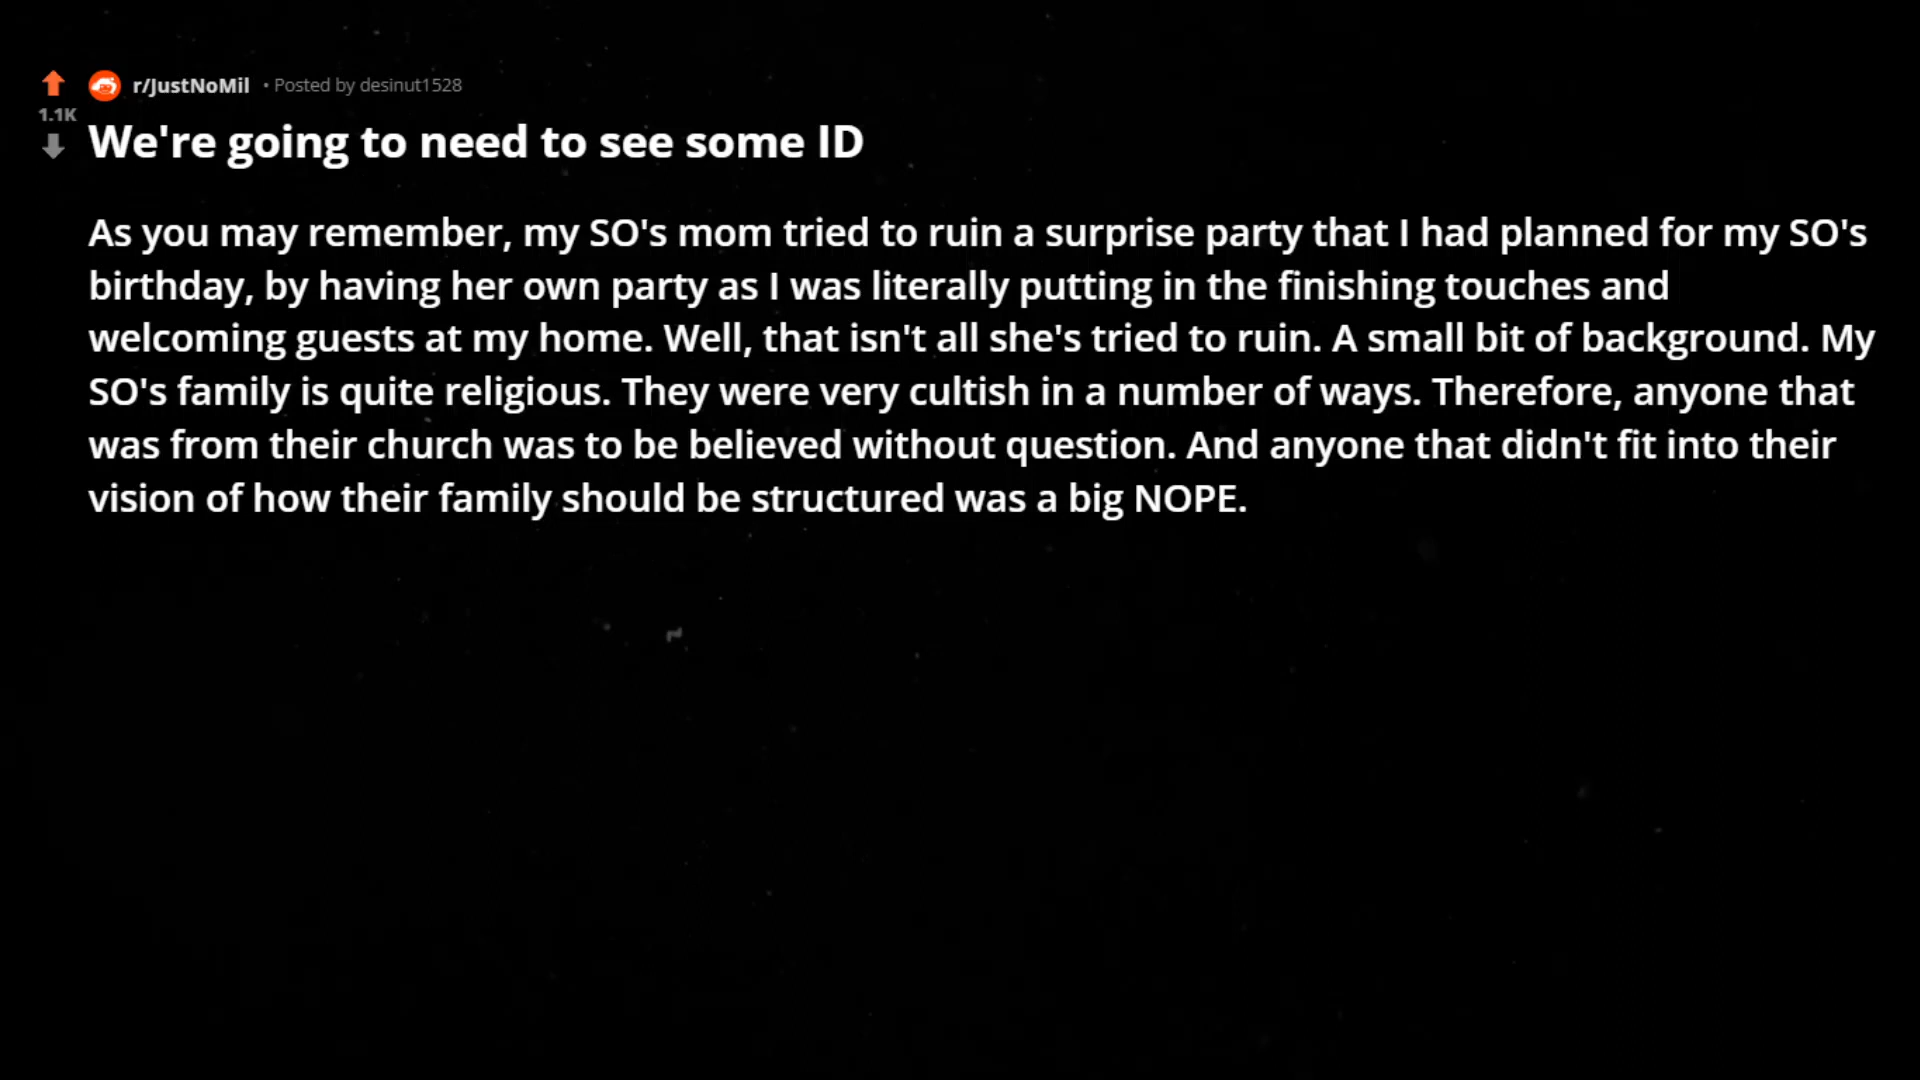 r/JustNoMil • Posted by desinut1528
1.1K
We're going to need to see some ID
As you may remember, my SO's mom tried to ruin a surprise party that I had planned for my SO's
birthday, by having her own party as I was literally putting in the finishing touches and
welcoming guests at my home. Well, that isn't all she's tried to ruin. A small bit of background. My
SO's family is quite religious. They were very cultish in a number of ways. Therefore, anyone that
was from their church was to be believed without question. And anyone that didn't fit into their
vision of how their family should be structured was a big NOPE.